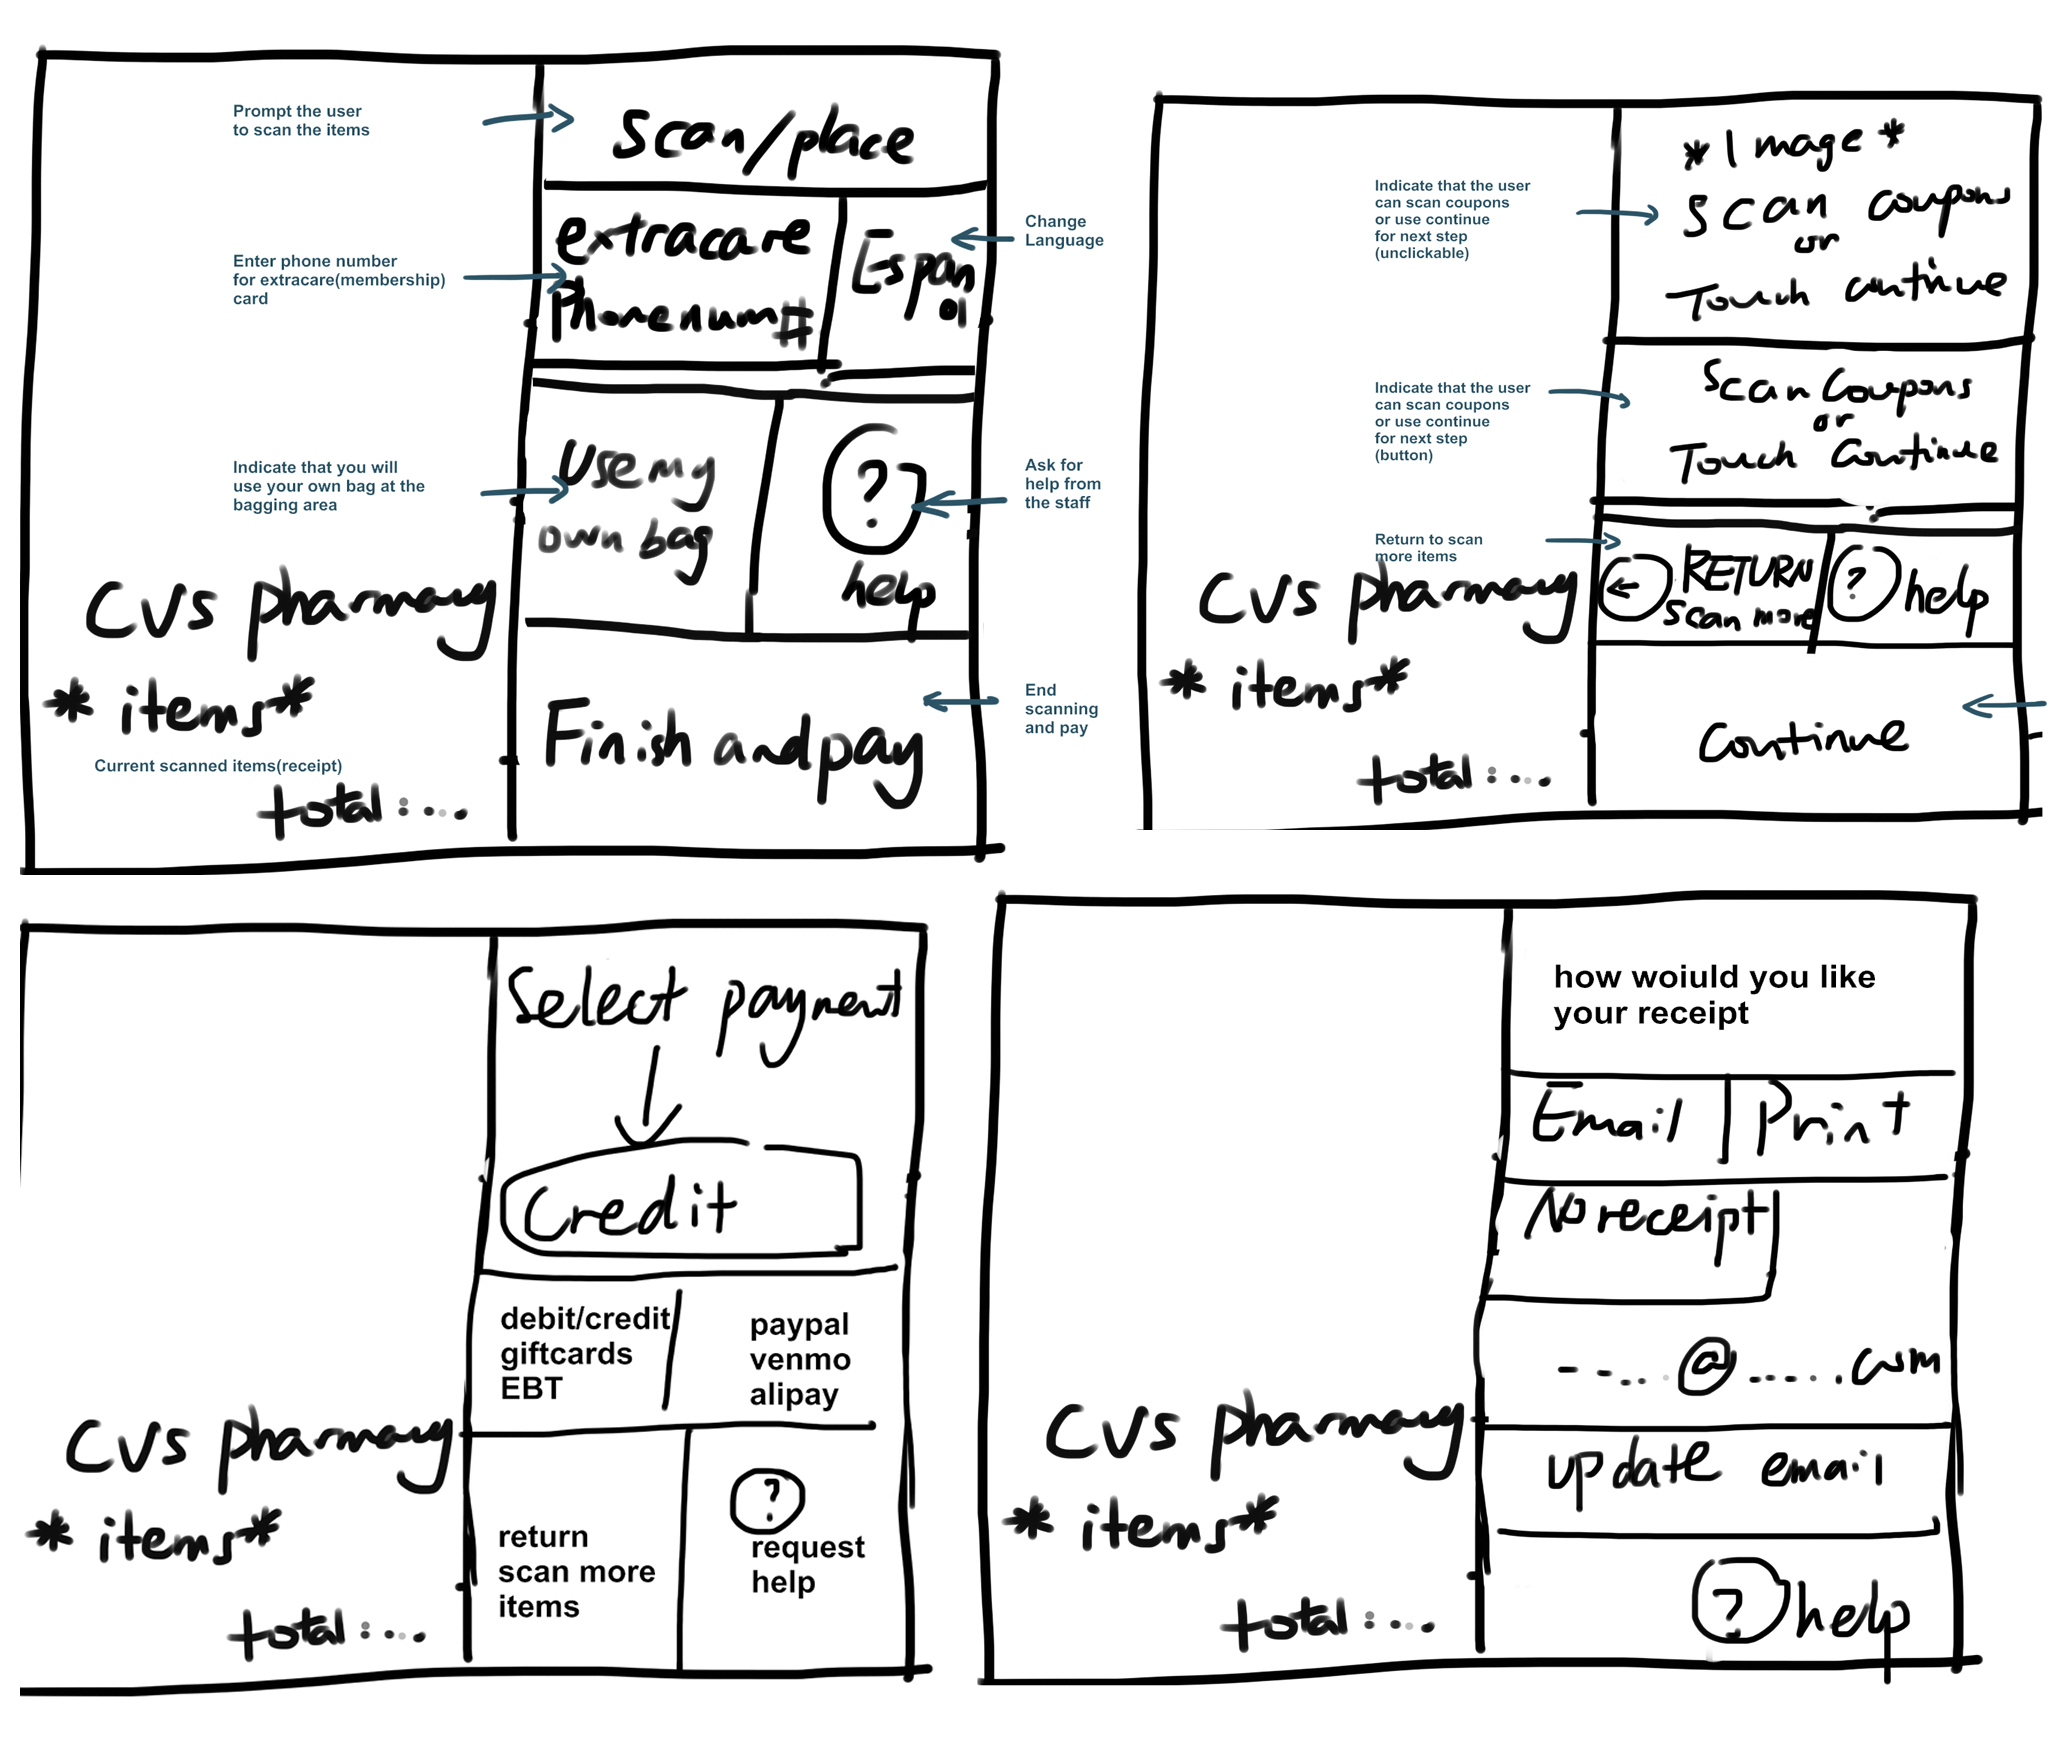 Prompt the user
to scan the items
scan/place
Enter phone number
for extracare(membership)
card
extracare
Phonenum#
Espan
ol
Change
Language
Indicate that you will
use your own bag at the
bagging area
Use my
own bag
?
help
Ask for
help from
the staff
CVS pharmacy
* items*
Current scanned items(receipt)
total:...
Finish and pay
End
scanning
and pay
Indicate that the user
can scan coupons
or use continue
for next step
(unclickable)
*Image*
Scan coupons
or
Touch continue
Indicate that the user
can scan coupons
or use continue
for next step
(button)
Scan Coupons
or
Touch Continue
Return to scan
more items
RETURN
Scan more
? help
CVS pharmacy
* items*
total:...
Continue
Select payment
Credit
debit/credit
giftcards
EBT
paypal
venmo
alipay
CVS pharmacy
* items*
total:...
return
scan more
items
?
request
help
how woiuld you like
your receipt
Email
Print
No receipt
-....@.....com
update email
CVS pharmacy
* items*
total:...
? help